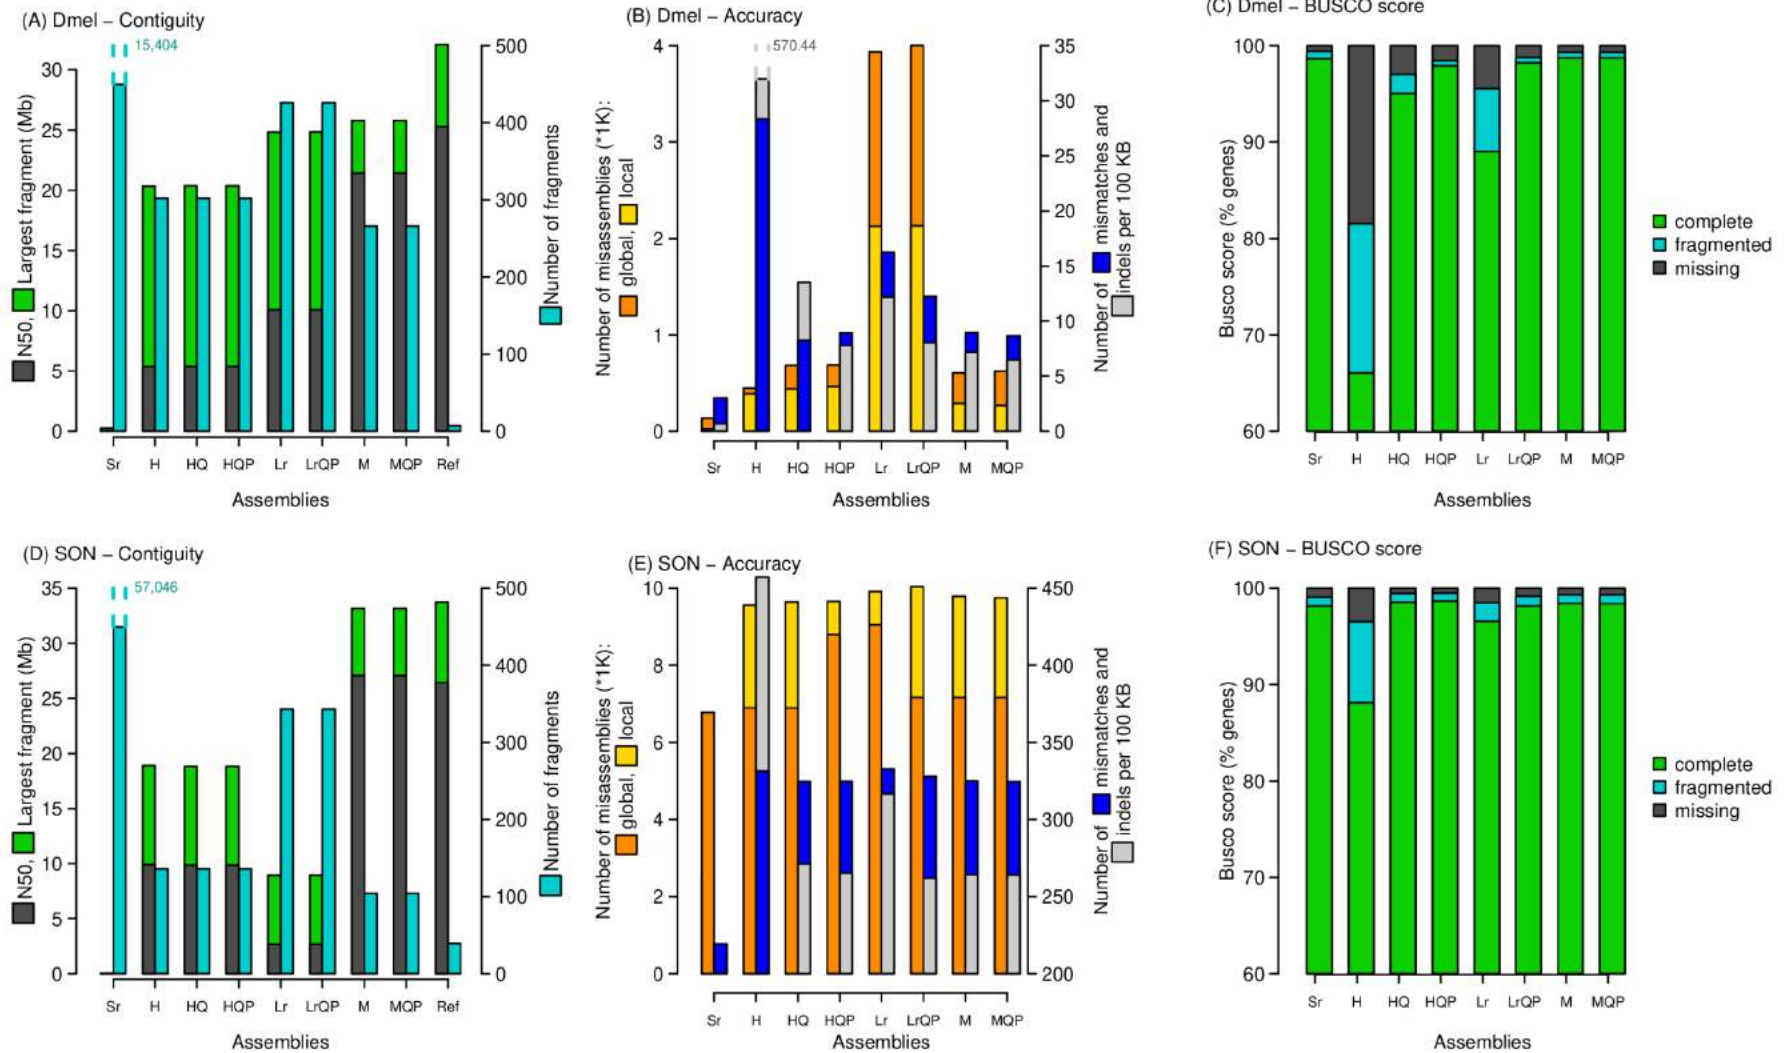 (A) Dmel – Contiguity
15,404
30
25
20
15
10
5
0
N50, Largest fragment (Mb)
500
400
300
200
100
0
Number of fragments
Sr H HQ HQP Lr LrQP M MQP Ref
Assemblies
(B) Dmel – Accuracy
570.44
4
3
2
1
0
Number of misassemblies (*1K):
global, local
35
30
25
20
15
10
5
0
Number of mismatches and
indels per 100 KB
Sr H HQ HQP Lr LrQP M MQP
Assemblies
(C) Dmel – BUSCO score
100
90
80
70
60
Busco score (% genes)
Sr H HQ HQP Lr LrQP M MQP
Assemblies
complete
fragmented
missing
(D) SON – Contiguity
57,046
35
30
25
20
15
10
5
0
N50, Largest fragment (Mb)
500
400
300
200
100
0
Number of fragments
Sr H HQ HQP Lr LrQP M MQP Ref
Assemblies
(E) SON – Accuracy
10
8
6
4
2
0
Number of misassemblies (*1K):
global, local
450
400
350
300
250
200
Number of mismatches and
indels per 100 KB
Sr H HQ HQP Lr LrQP M MQP
Assemblies
(F) SON – BUSCO score
100
90
80
70
60
Busco score (% genes)
Sr H HQ HQP Lr LrQP M MQP
Assemblies
complete
fragmented
missing